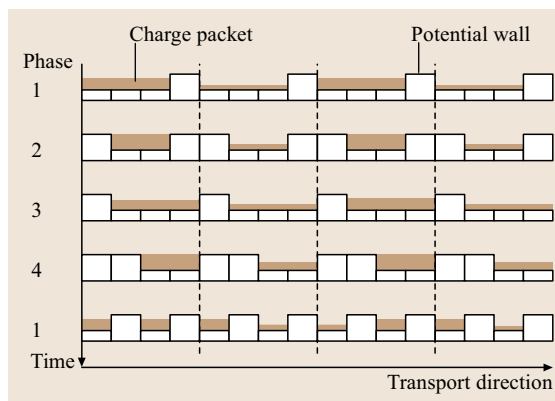 Charge packet
Potential wall
Phase
1
2
3
4
1
Time
Transport direction